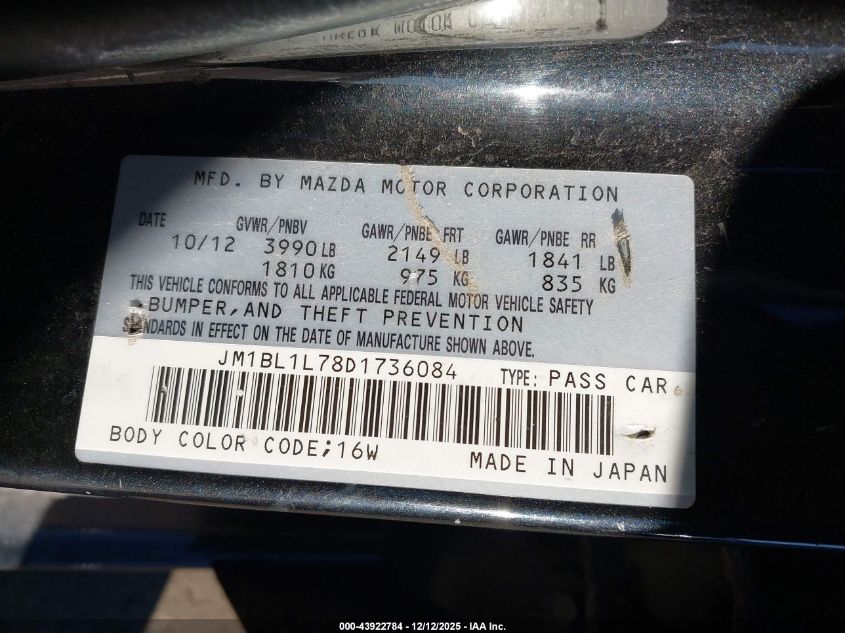 MFD. BY MAZDA MOTOR CORPORATION
DATE GVWR/PNBV GAWR/PNBE FRT GAWR/PNBE RR
10/12 3990 LB 2149 LB 1841 LB
1810 KG 975 KG 835 KG
THIS VEHICLE CONFORMS TO ALL APPLICABLE FEDERAL MOTOR VEHICLE SAFETY
BUMPER, AND THEFT PREVENTION
STANDARDS IN EFFECT ON THE DATE OF MANUFACTURE SHOWN ABOVE.
JM1BL1L78D1736084 TYPE: PASS CAR
BODY COLOR CODE;16W
MADE IN JAPAN
000-43922784 - 12/12/2025 - IAA Inc.